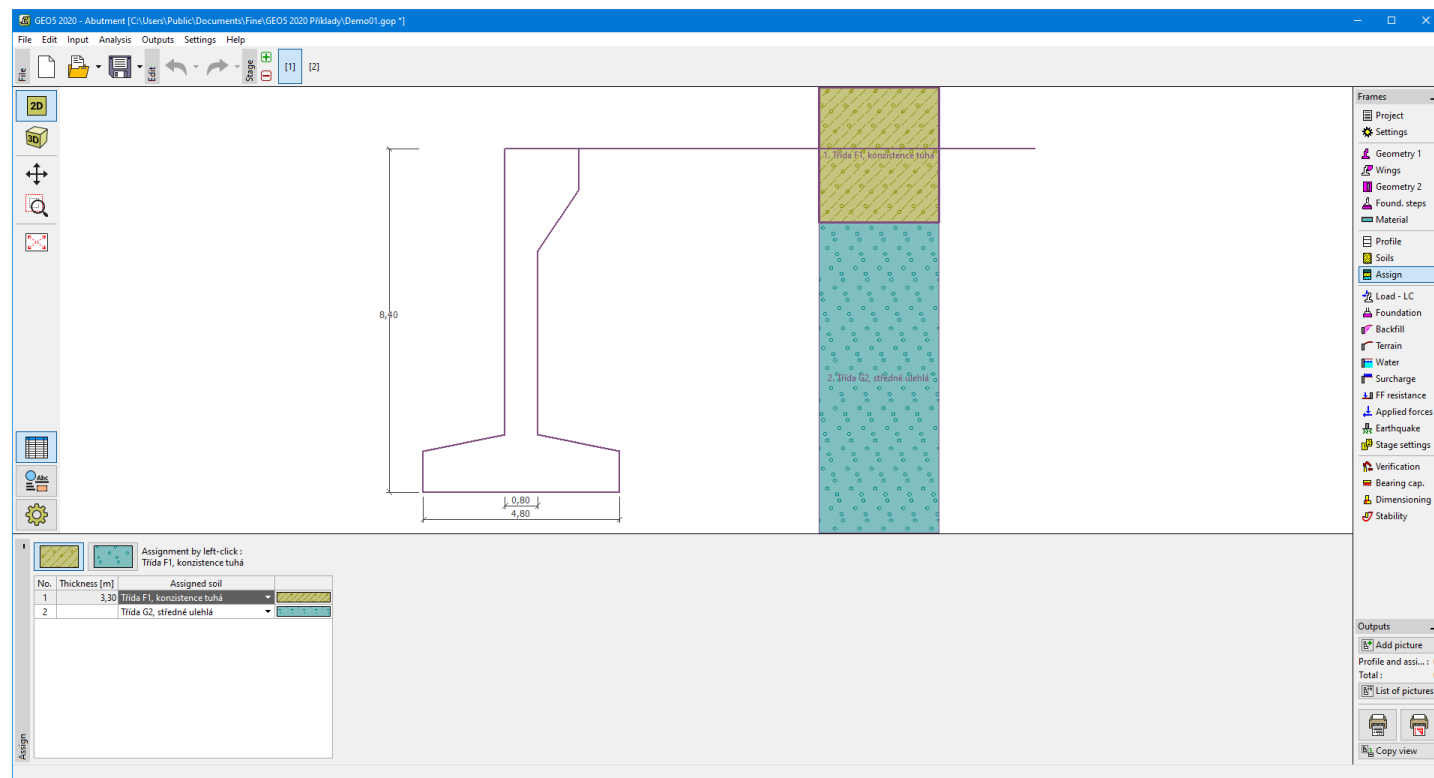 GEO5 2020 - Abutment [C:\Users\Public\Documents\Fine\GEO5 2020 Příklady\Demo01.gop *]
File Edit Input Analysis Outputs Settings Help
File
Edit
Stage
[1] [2]
2D
3D
Abc
8,40
0,80
4,80
1. Třída F1, konzistence tuhá
2. Třída G2, středně ulehlá
Frames
Project
Settings
Geometry 1
Wings
Geometry 2
Found. steps
Material
Profile
Soils
Assign
Load - LC
Foundation
Backfill
Terrain
Water
Surcharge
FF resistance
Applied forces
Earthquake
Stage settings
Verification
Bearing cap.
Dimensioning
Stability
Outputs
Add picture
Profile and assi... :
Total :
List of pictures
Copy view
Assign
Assignment by left-click :
Třída F1, konzistence tuhá
No. Thickness [m] Assigned soil
1 3,30 Třída F1, konzistence tuhá
2 Třída G2, středně ulehlá